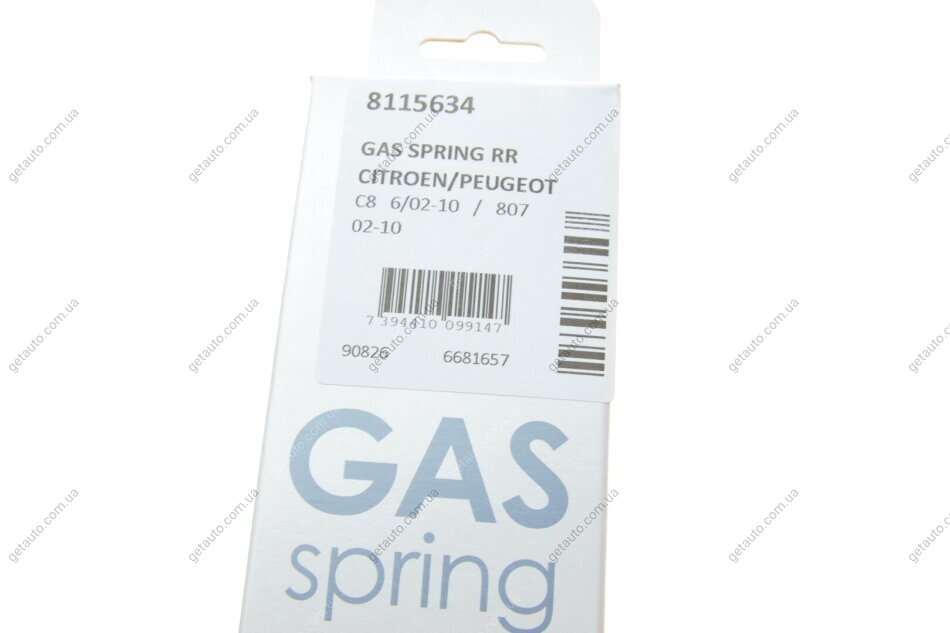 8115634
GAS SPRING RR
CITROEN/PEUGEOT
C8 6/02-10 / 807
02-10
7 394410 099147
90826 6681657
GAS
spring
getauto.com.ua